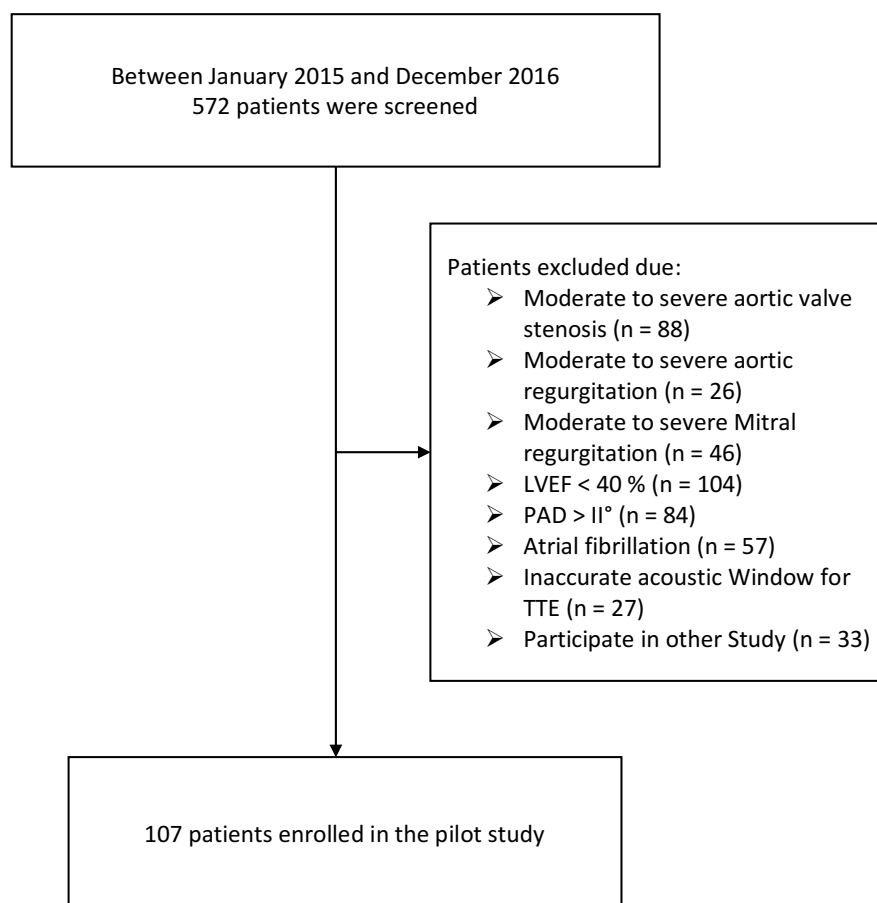 Between January 2015 and December 2016
572 patients were screened
Patients excluded due:
➢ Moderate to severe aortic valve
stenosis (n = 88)
➢ Moderate to severe aortic
regurgitation (n = 26)
➢ Moderate to severe Mitral
regurgitation (n = 46)
➢ LVEF < 40 % (n = 104)
➢ PAD > II° (n = 84)
➢ Atrial fibrillation (n = 57)
➢ Inaccurate acoustic Window for
TTE (n = 27)
➢ Participate in other Study (n = 33)
107 patients enrolled in the pilot study